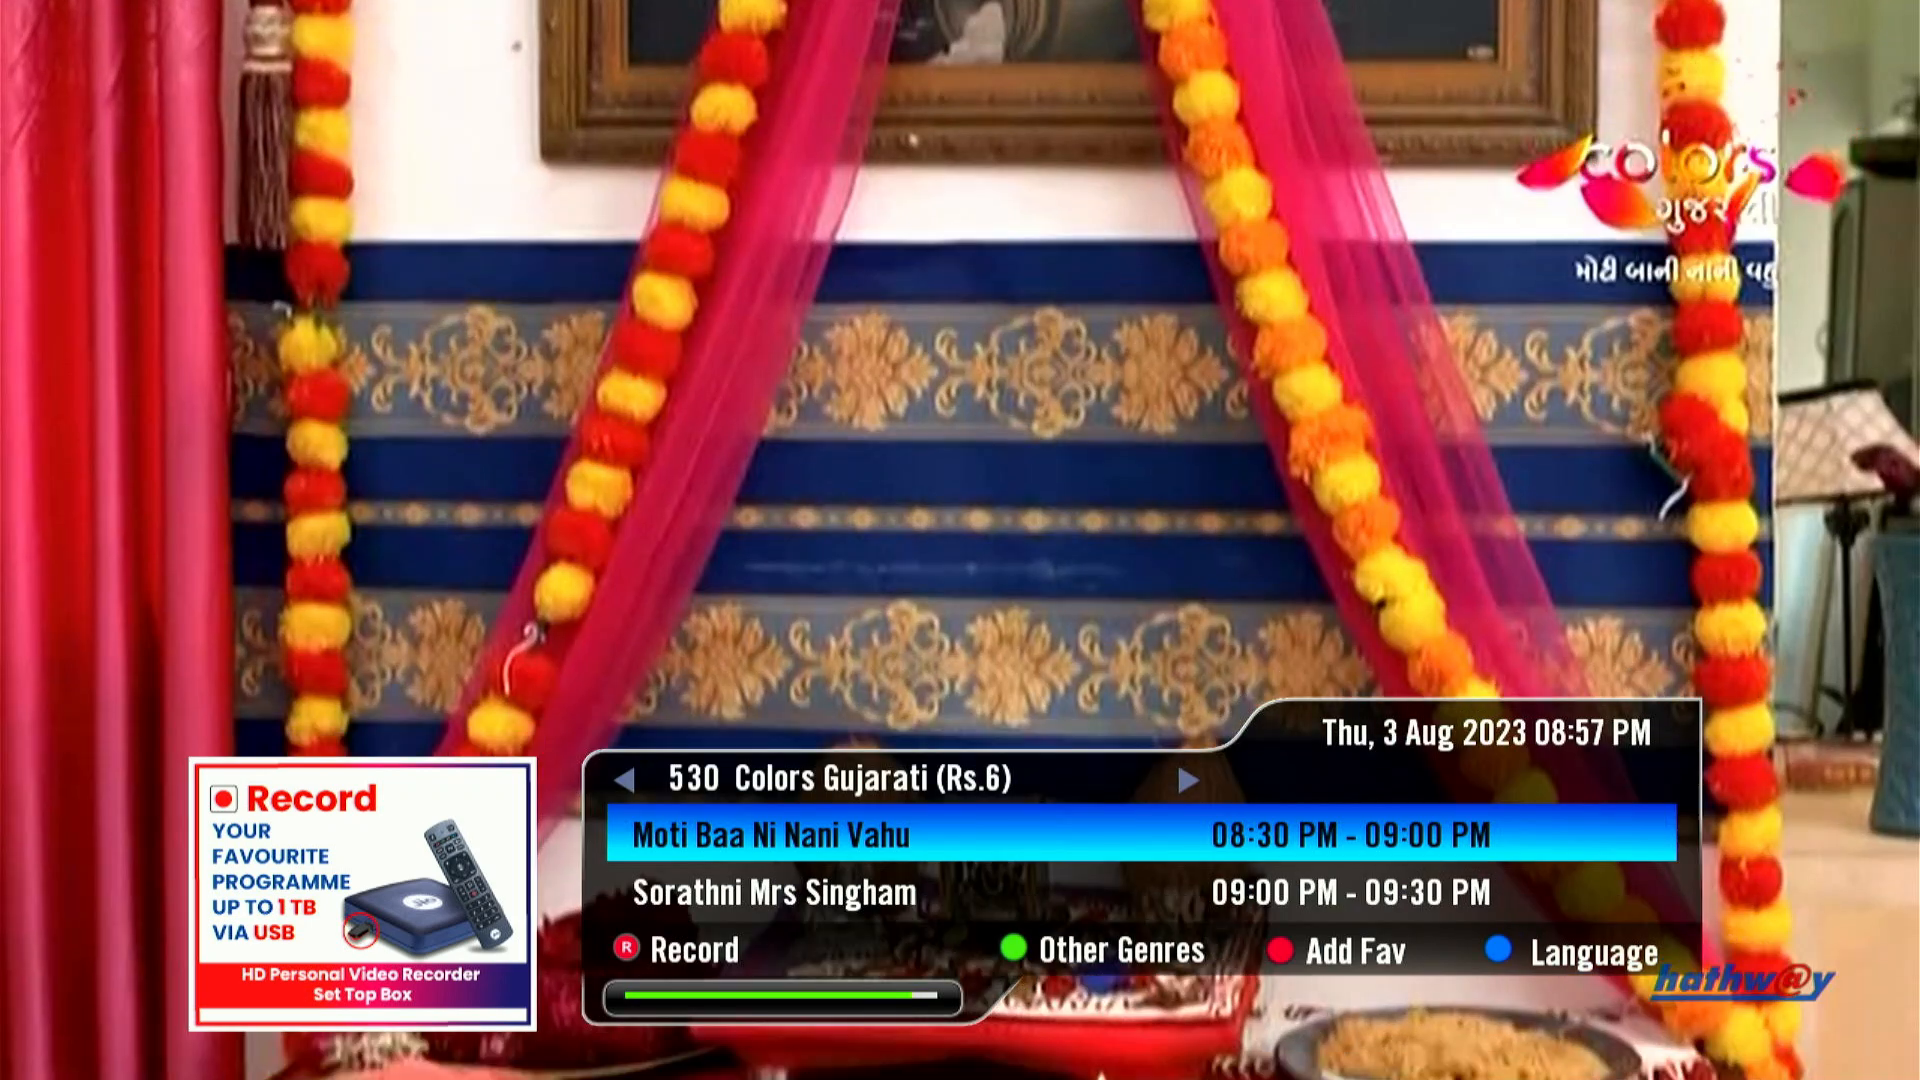 colors
ગુજરાતી
મોટી બાની નાની વહુ
Thu, 3 Aug 2023 08:57 PM
530 Colors Gujarati (Rs.6)
Moti Baa Ni Nani Vahu 08:30 PM - 09:00 PM
Sorathni Mrs Singham 09:00 PM - 09:30 PM
R Record Other Genres Add Fav Language
hathw@y
Record
YOUR
FAVOURITE
PROGRAMME
UP TO 1 TB
VIA USB
Jio
HD Personal Video Recorder
Set Top Box